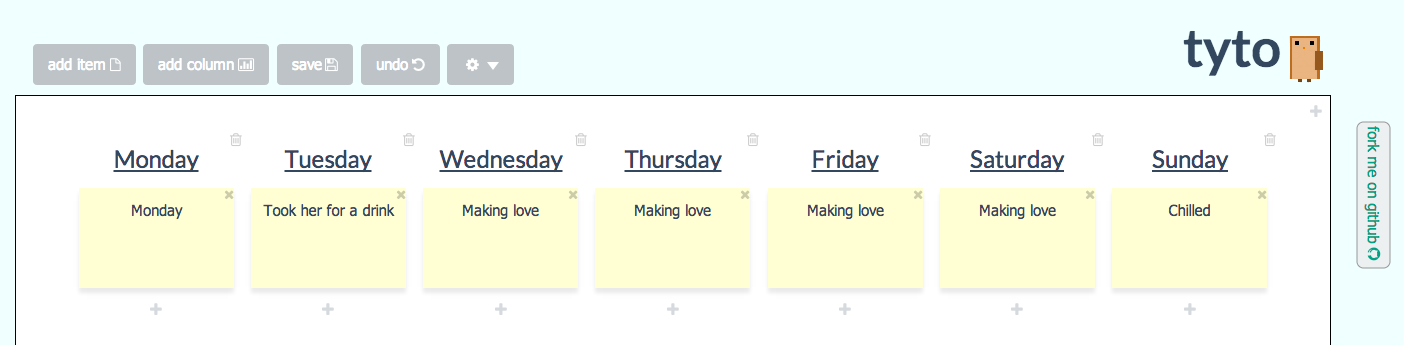 tyto
add item
add column
save
undo
Monday
Tuesday
Wednesday
Thursday
Friday
Saturday
Sunday
Monday
Took her for a drink
Making love
Making love
Making love
Making love
Chilled
fork me on github